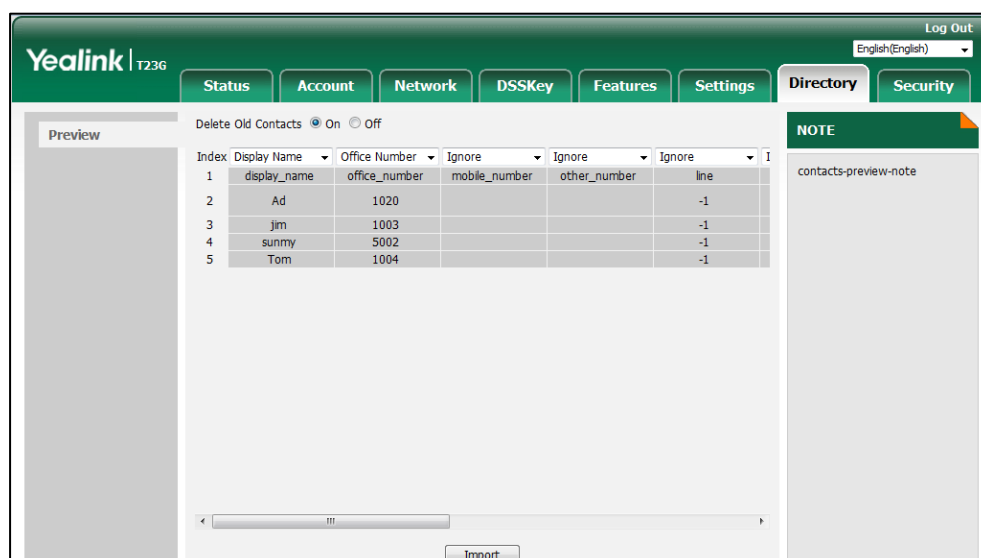 Log Out
Yealink | T23G
English(English)
Status Account Network DSSKey Features Settings Directory Security
Preview
Delete Old Contacts On Off
NOTE
Index Display Name Office Number Ignore Ignore Ignore I
contacts-preview-note
1 display_name office_number mobile_number other_number line
2 Ad 1020 -1
3 jim 1003 -1
4 sunmy 5002 -1
5 Tom 1004 -1
Import